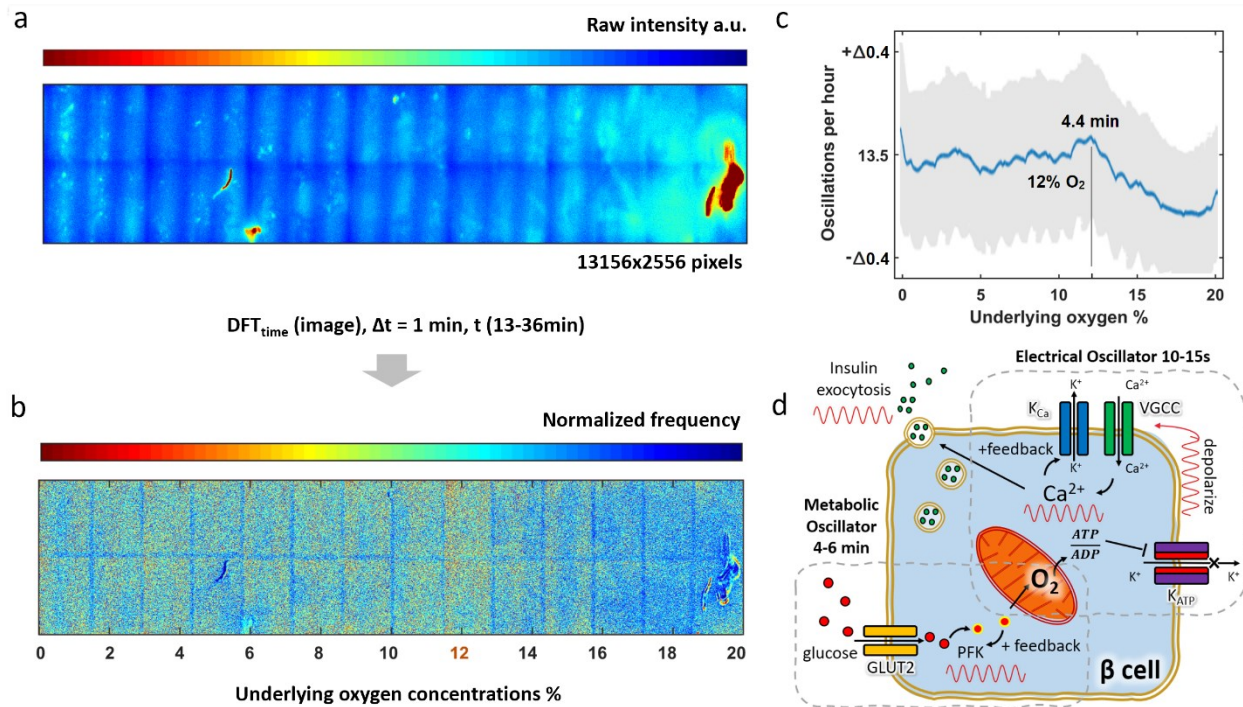 a
Raw intensity a.u.
13156x2556 pixels
DFT_time (image), Δt = 1 min, t (13-36min)
b
Normalized frequency
0 2 4 6 8 10 12 14 16 18 20
Underlying oxygen concentrations %
c
Oscillations per hour
+Δ0.4
13.5
-Δ0.4
4.4 min
12% O₂
0 5 10 15 20
Underlying oxygen %
d
Electrical Oscillator 10-15s
Insulin
exocytosis
K⁺
Ca²⁺
K_Ca
VGCC
+feedback
K⁺
Ca²⁺
depolarize
Ca²⁺
Metabolic
Oscillator
4-6 min
ATP
ADP
O₂
K⁺
K⁺
K_ATP
glucose
GLUT2
PFK
+ feedback
β cell